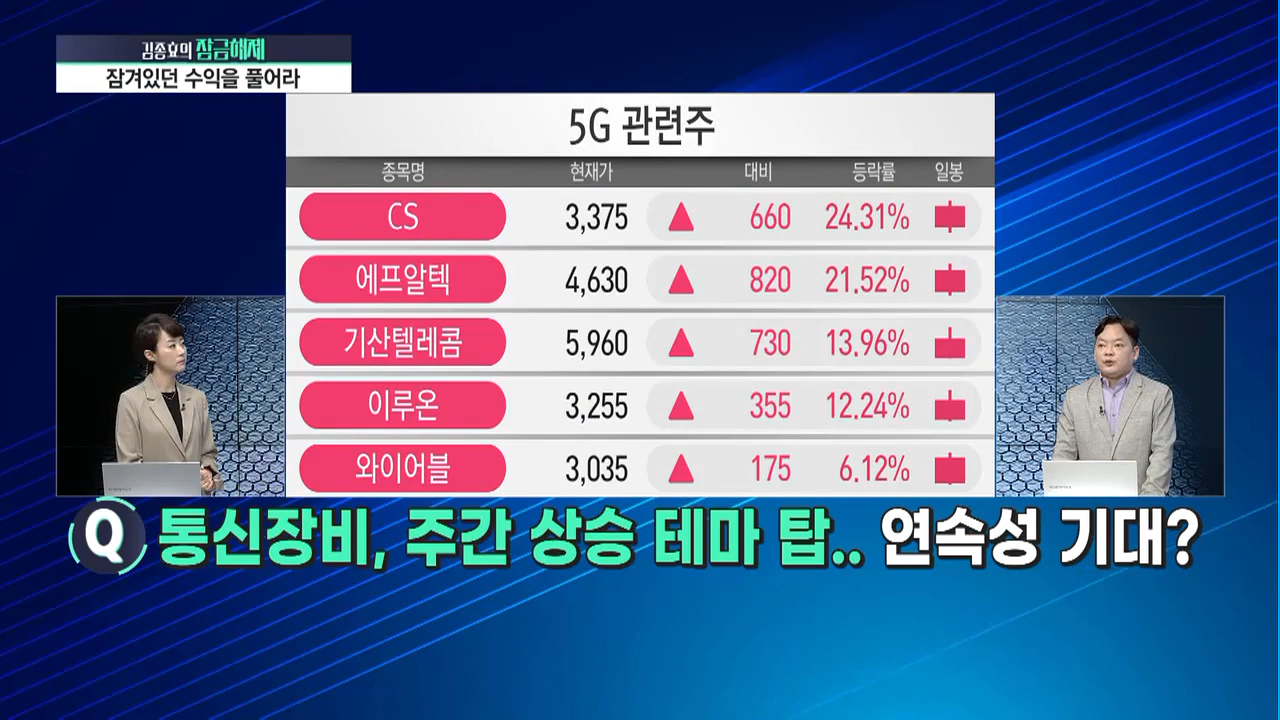 김종효의 잠금해제
잠겨있던 수익을 풀어라
5G 관련주
종목명 현재가 대비 등락률 일봉
CS 3,375 ▲ 660 24.31%
에프알텍 4,630 ▲ 820 21.52%
기산텔레콤 5,960 ▲ 730 13.96%
이루온 3,255 ▲ 355 12.24%
와이어블 3,035 ▲ 175 6.12%
Q 통신장비, 주간 상승 테마 탑.. 연속성 기대?